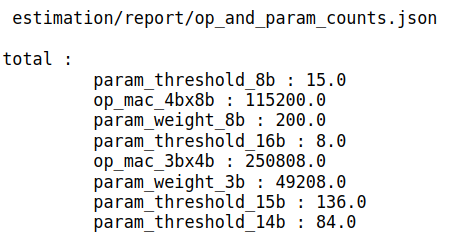 estimation/report/op_and_param_counts.json
total :
param_threshold_8b : 15.0
op_mac_4bx8b : 115200.0
param_weight_8b : 200.0
param_threshold_16b : 8.0
op_mac_3bx4b : 250808.0
param_weight_3b : 49208.0
param_threshold_15b : 136.0
param_threshold_14b : 84.0